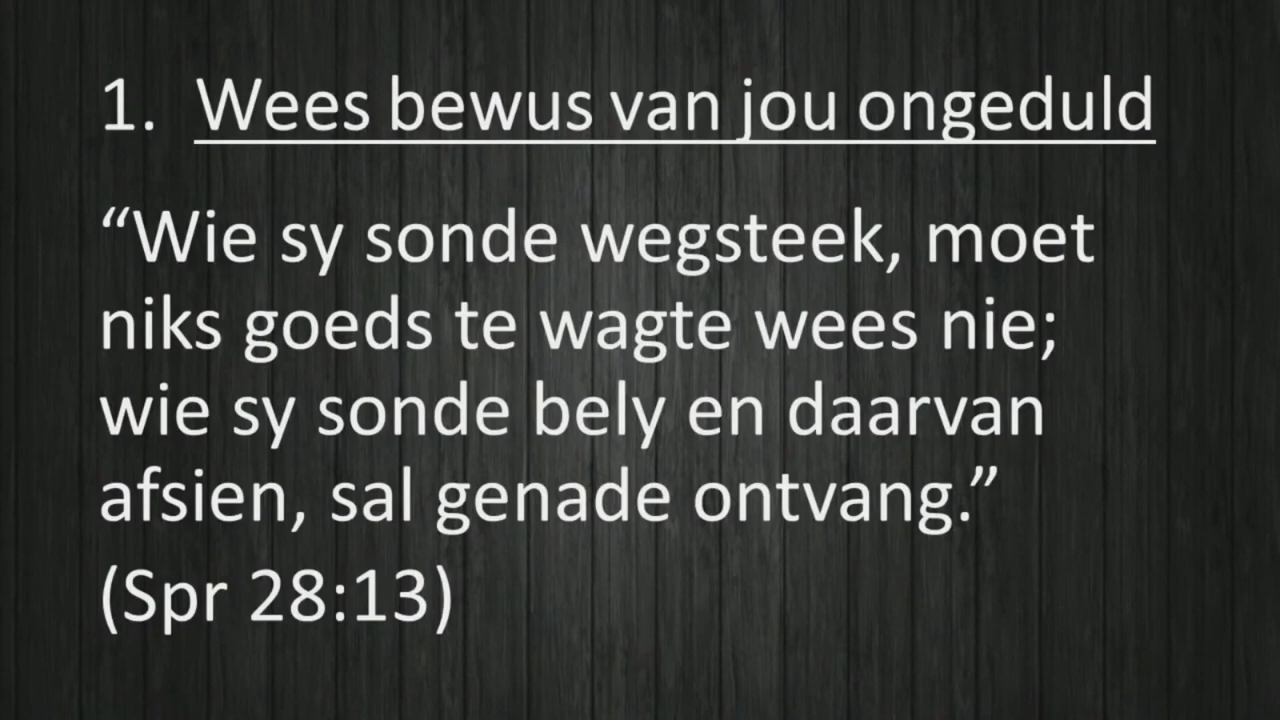 1. Wees bewus van jou ongeduld
“Wie sy sonde wegsteek, moet
niks goeds te wagte wees nie;
wie sy sonde bely en daarvan
afsien, sal genade ontvang.”
(Spr 28:13)